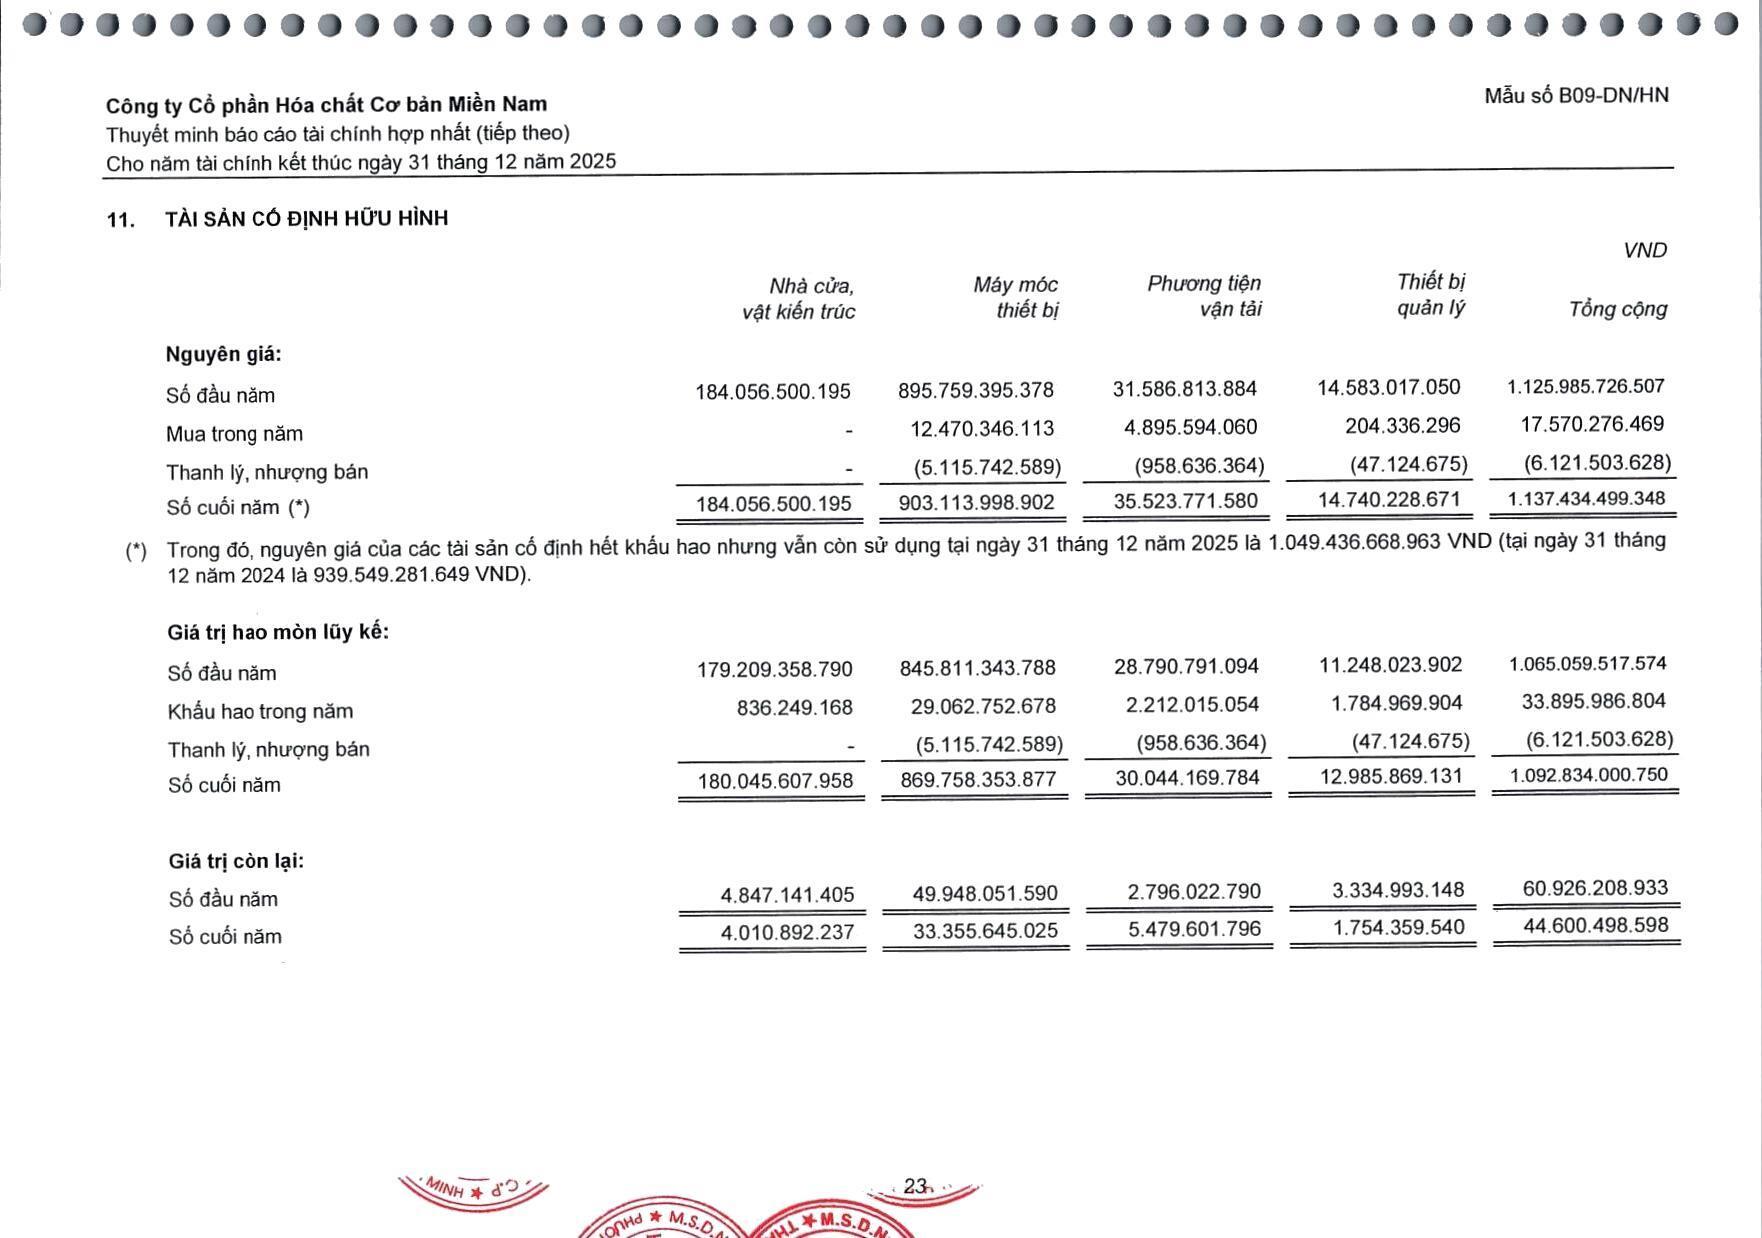 Công ty Cổ phần Hóa chất Cơ bản Miền Nam
Mẫu số B09-DN/HN
Thuyết minh báo cáo tài chính hợp nhất (tiếp theo)
Cho năm tài chính kết thúc ngày 31 tháng 12 năm 2025
11. TÀI SẢN CỐ ĐỊNH HỮU HÌNH
VND
Nhà cửa, Máy móc Phương tiện Thiết bị
vật kiến trúc thiết bị vận tải quản lý Tổng cộng
Nguyên giá:
Số đầu năm 184.056.500.195 895.759.395.378 31.586.813.884 14.583.017.050 1.125.985.726.507
Mua trong năm - 12.470.346.113 4.895.594.060 204.336.296 17.570.276.469
Thanh lý, nhượng bán - (5.115.742.589) (958.636.364) (47.124.675) (6.121.503.628)
Số cuối năm (*) 184.056.500.195 903.113.998.902 35.523.771.580 14.740.228.671 1.137.434.499.348
(*) Trong đó, nguyên giá của các tài sản cố định hết khấu hao nhưng vẫn còn sử dụng tại ngày 31 tháng 12 năm 2025 là 1.049.436.668.963 VND (tại ngày 31 tháng
12 năm 2024 là 939.549.281.649 VND).
Giá trị hao mòn lũy kế:
Số đầu năm 179.209.358.790 845.811.343.788 28.790.791.094 11.248.023.902 1.065.059.517.574
Khấu hao trong năm 836.249.168 29.062.752.678 2.212.015.054 1.784.969.904 33.895.986.804
Thanh lý, nhượng bán - (5.115.742.589) (958.636.364) (47.124.675) (6.121.503.628)
Số cuối năm 180.045.607.958 869.758.353.877 30.044.169.784 12.985.869.131 1.092.834.000.750
Giá trị còn lại:
Số đầu năm 4.847.141.405 49.948.051.590 2.796.022.790 3.334.993.148 60.926.208.933
Số cuối năm 4.010.892.237 33.355.645.025 5.479.601.796 1.754.359.540 44.600.498.598
23
MINH ★ C.P
★ M.S.D.N
★ M.S.D.N